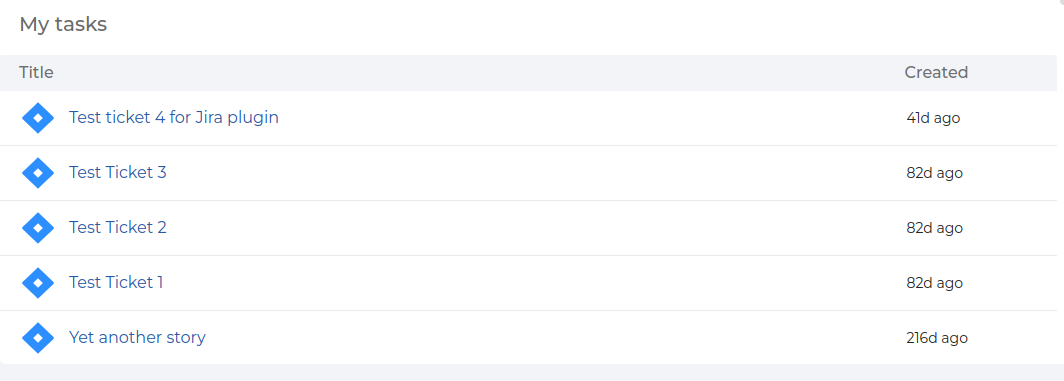 My tasks
Title Created
Test ticket 4 for Jira plugin 41d ago
Test Ticket 3 82d ago
Test Ticket 2 82d ago
Test Ticket 1 82d ago
Yet another story 216d ago